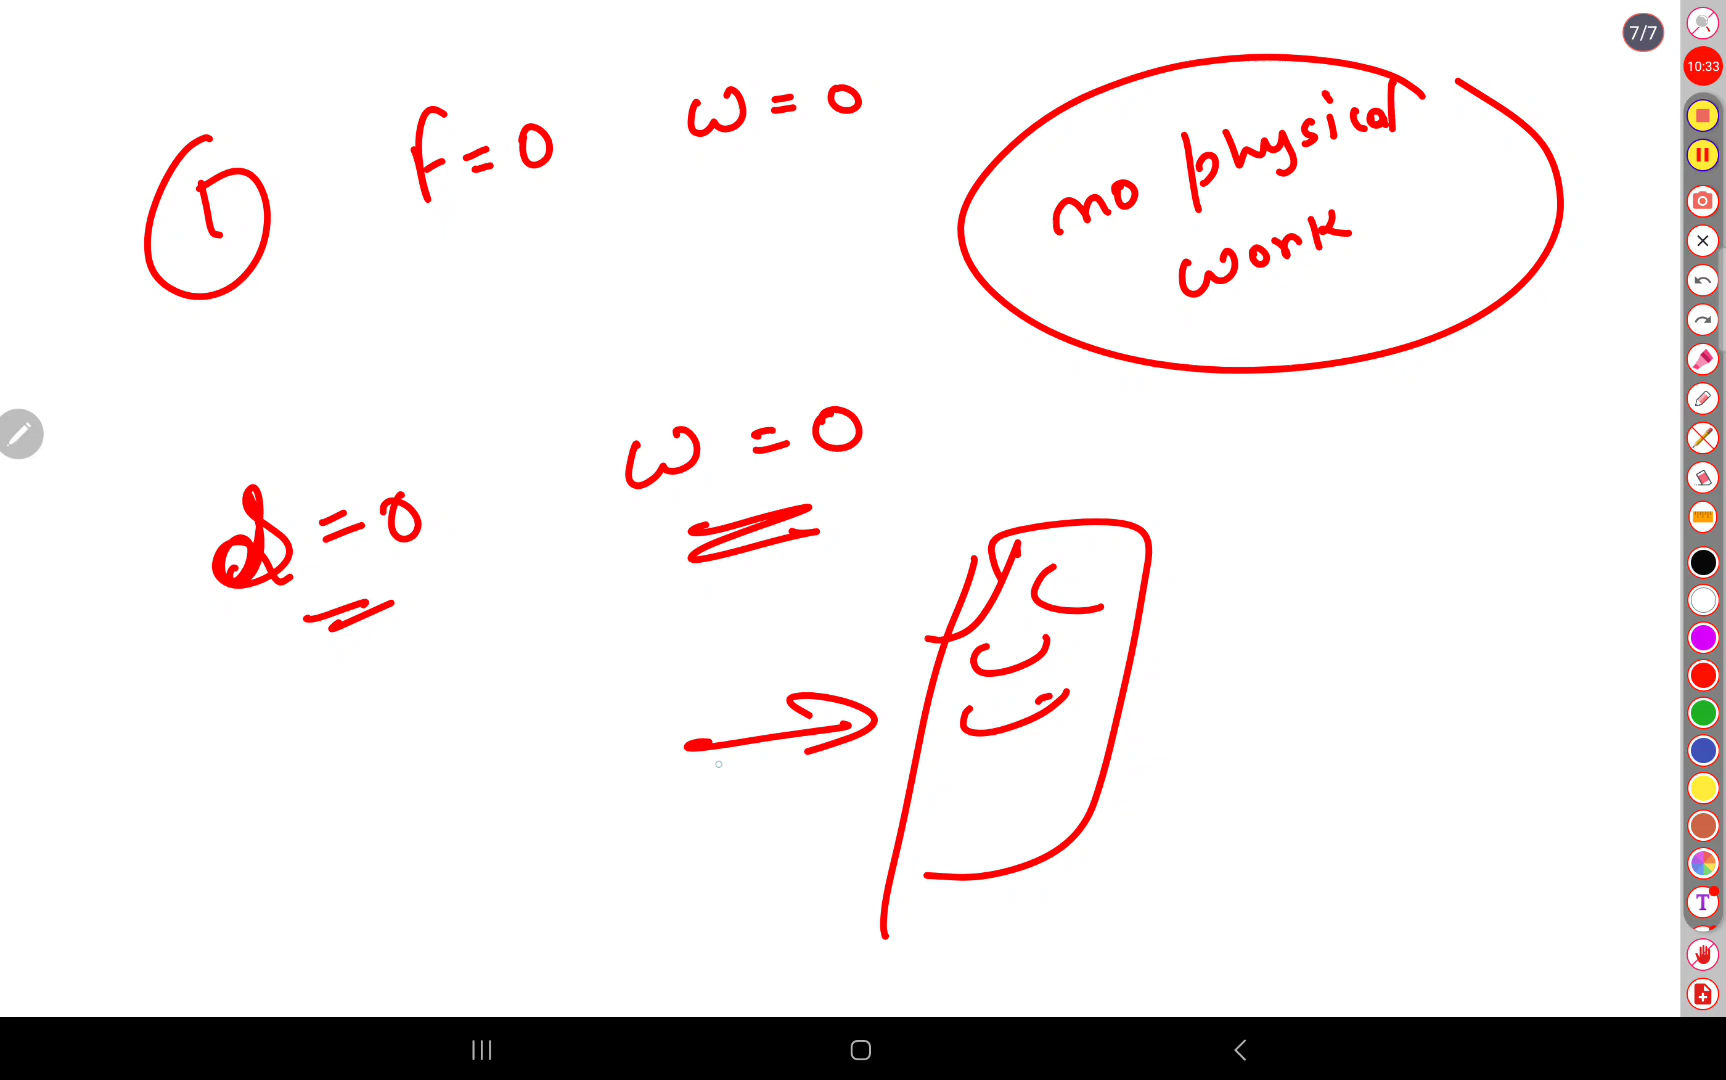 7/7
10:33
1 f = 0 w = 0
no physical
work
s = 0 w = 0
T